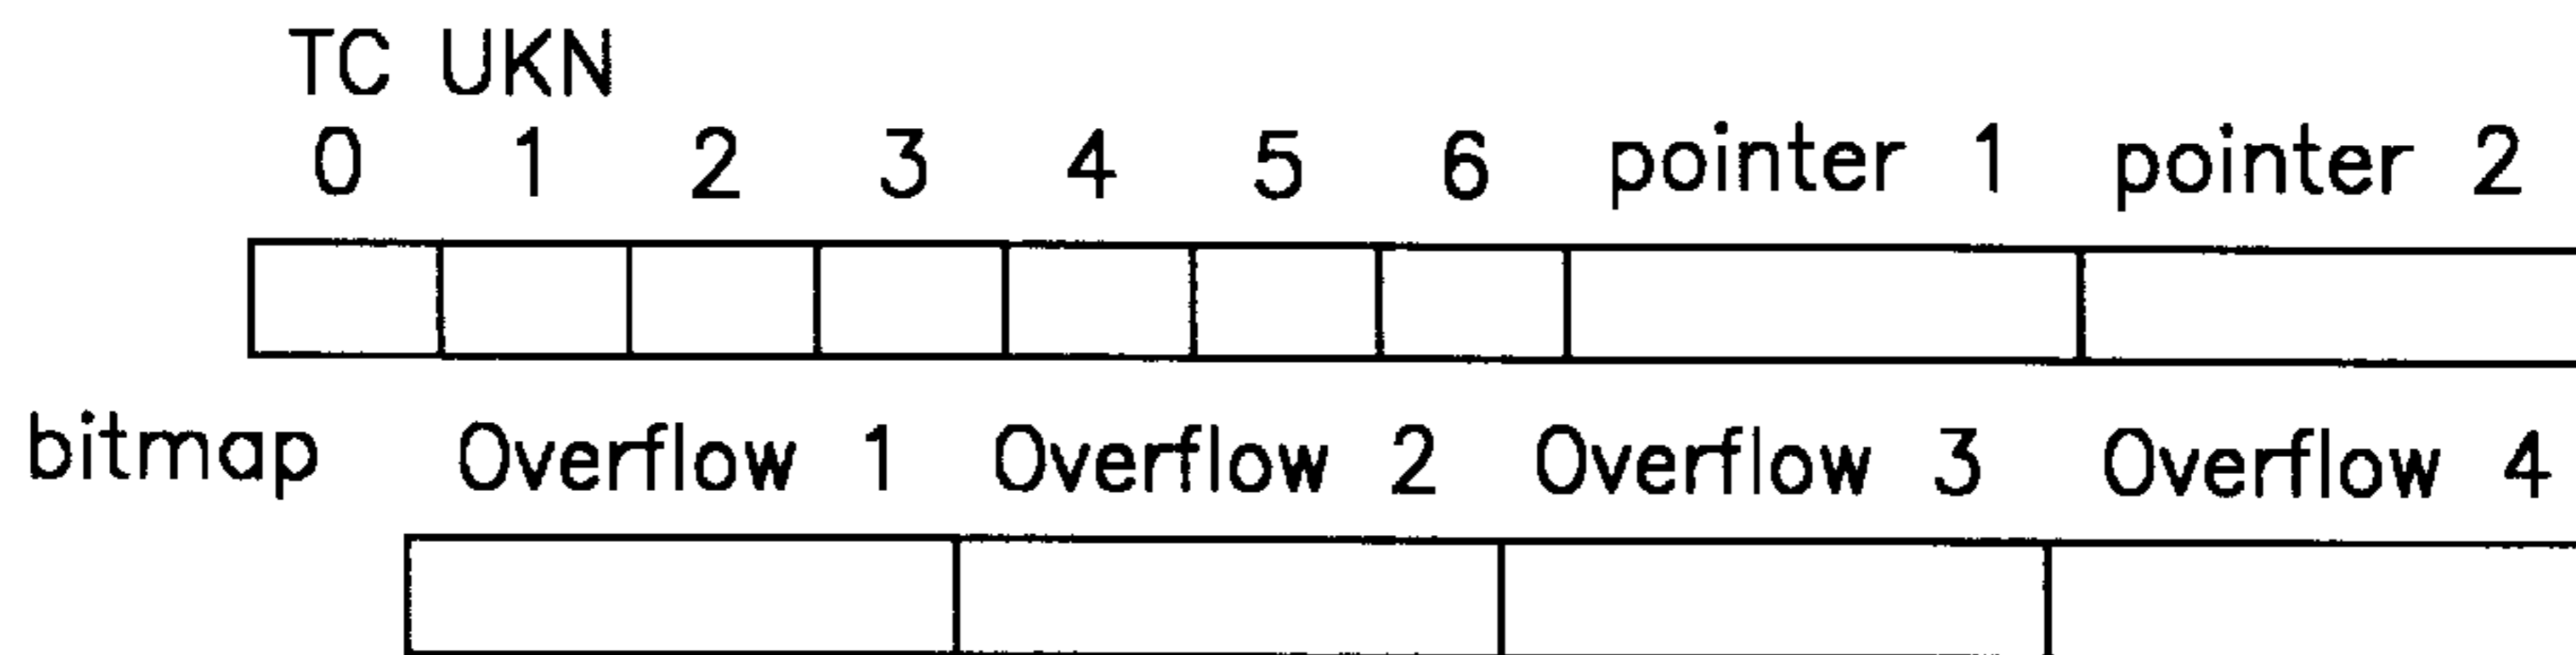 TC UKN
0 1 2 3 4 5 6 pointer 1 pointer 2
bitmap Overflow 1 Overflow 2 Overflow 3 Overflow 4